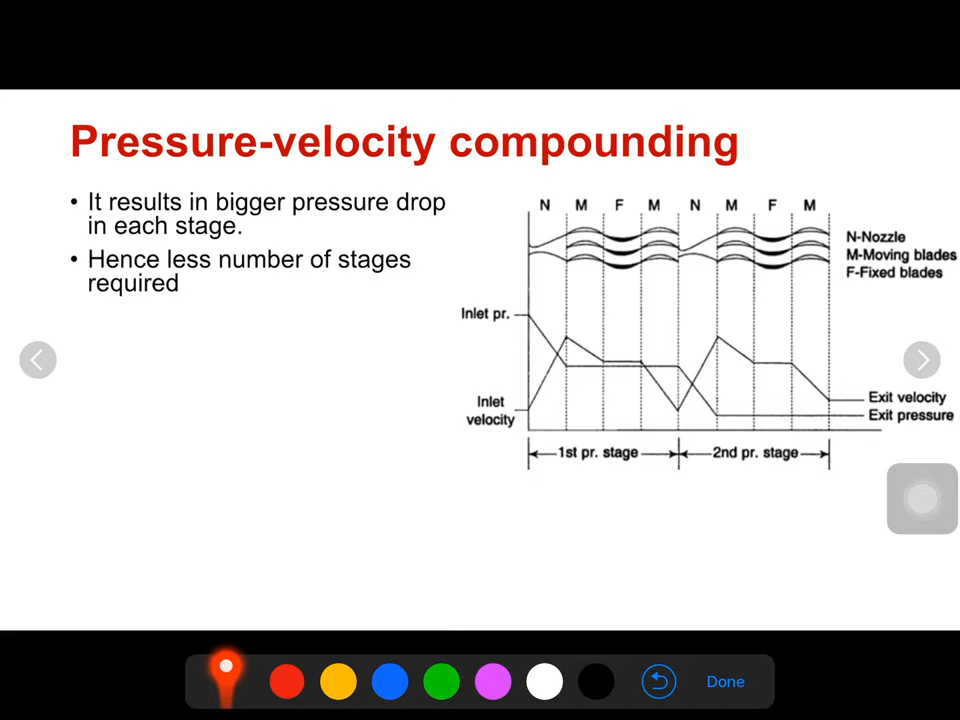 Pressure-velocity compounding
• It results in bigger pressure drop
in each stage.
• Hence less number of stages
required
N M F M N M F M
N-Nozzle
M-Moving blades
F-Fixed blades
Inlet pr.
Inlet
velocity
Exit velocity
Exit pressure
1st pr. stage
2nd pr. stage
Done